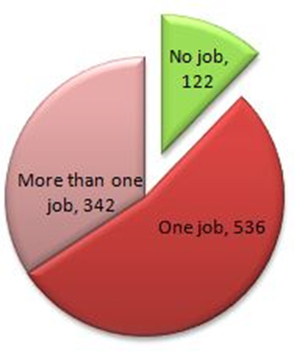 No job,
122
More than one
job, 342
One job, 536